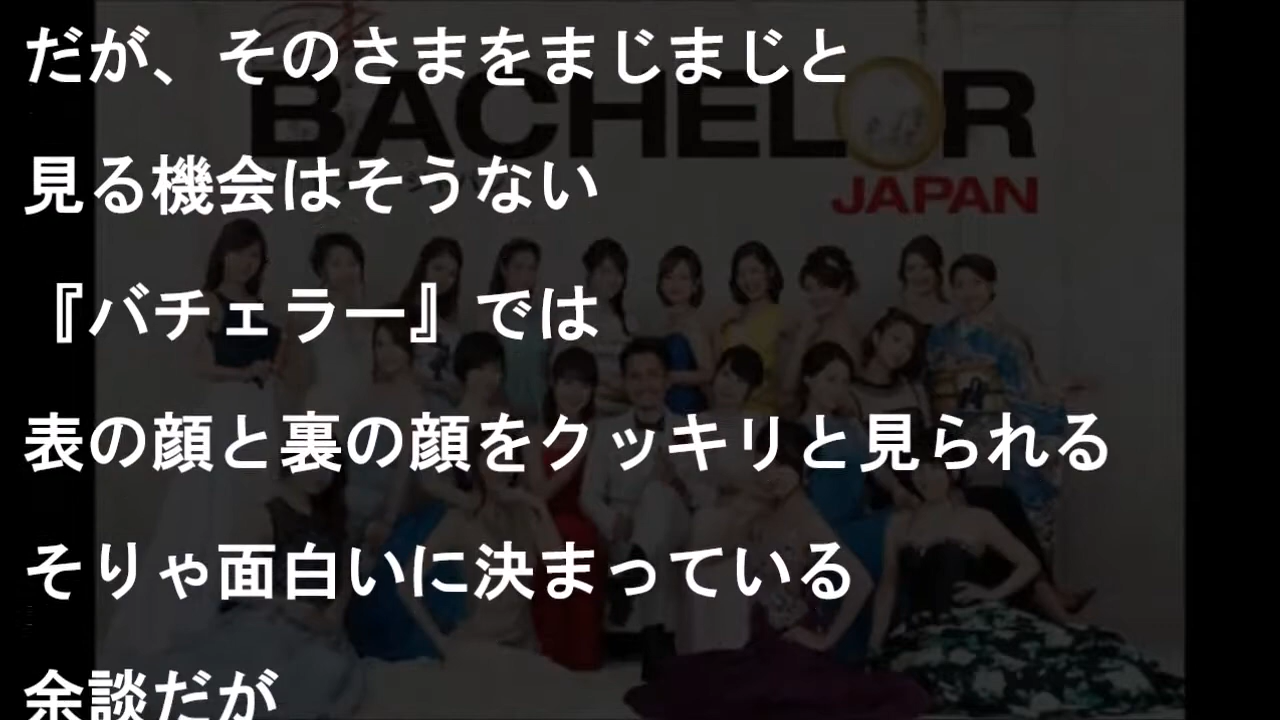 だが、そのさまをまじまじと
BACHELOR
JAPAN
見る機会はそうない
『バチェラー』では
表の顔と裏の顔をクッキリと見られる
そりゃ面白いに決まっている
余談だが